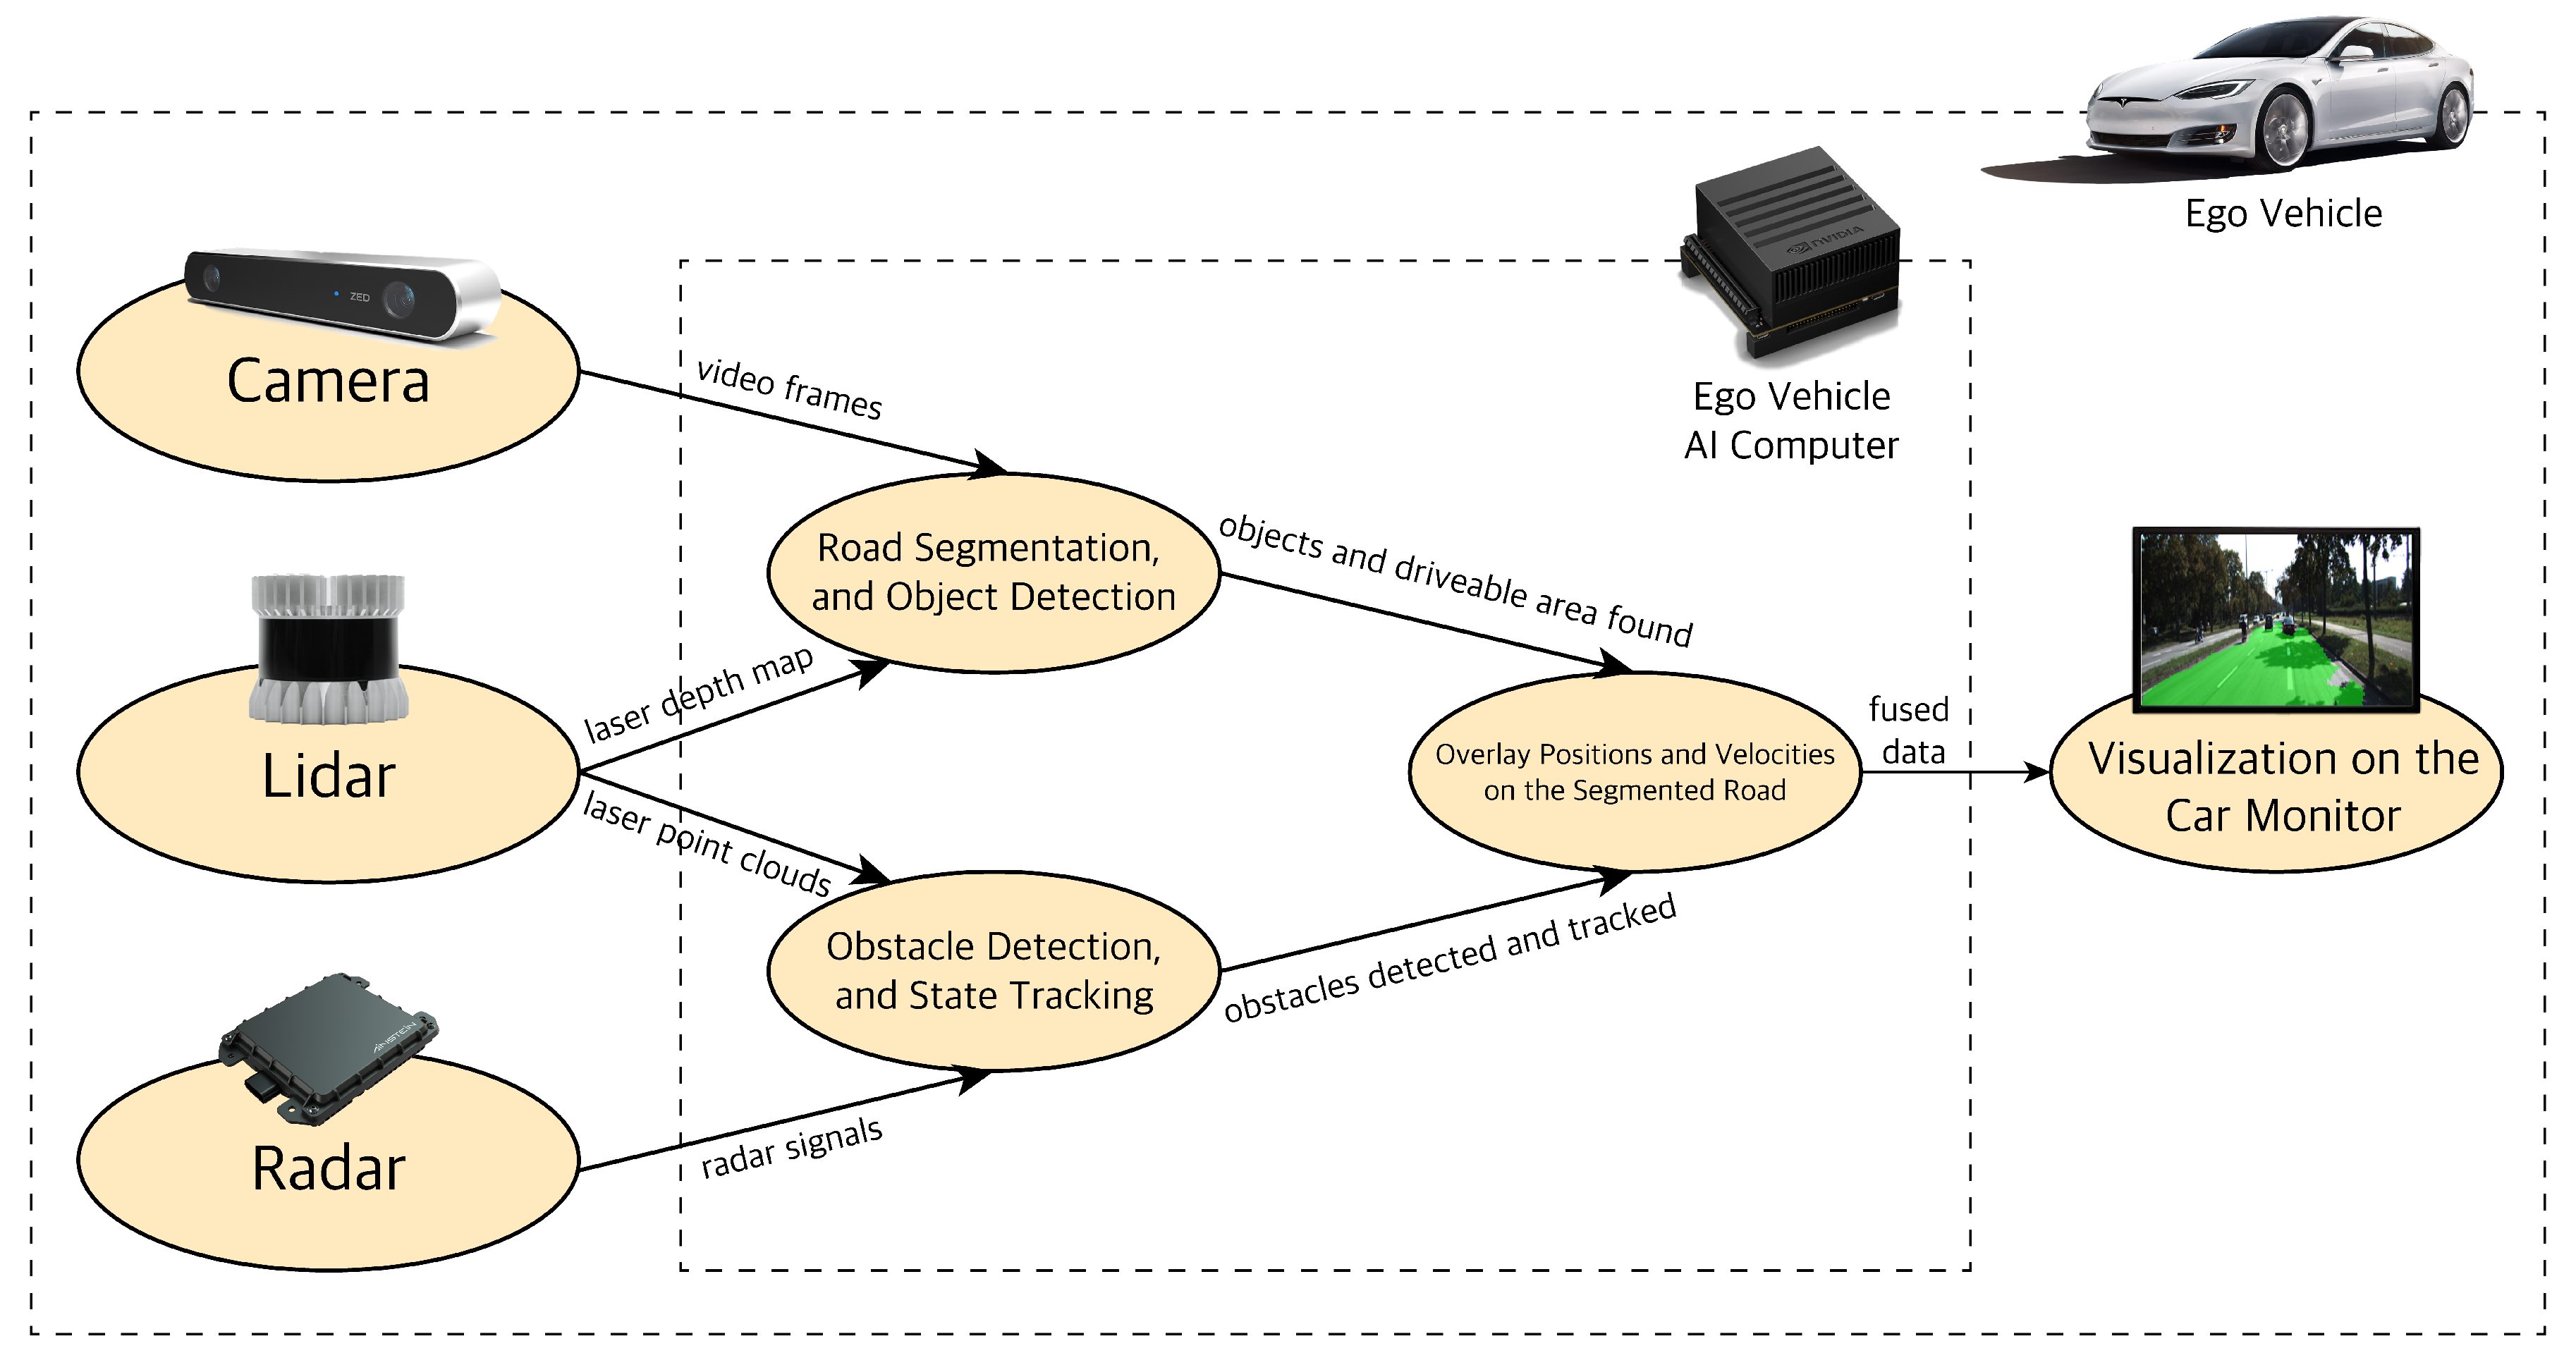 Ego Vehicle
NVIDIA
Ego Vehicle
AI Computer
ZED
Camera
video frames
Road Segmentation,
and Object Detection
objects and driveable area found
Lidar
laser depth map
laser point clouds
Overlay Positions and Velocities
on the Segmented Road
fused
data
Visualization on the
Car Monitor
Obstacle Detection,
and State Tracking
obstacles detected and tracked
AINSTEIN
Radar
radar signals